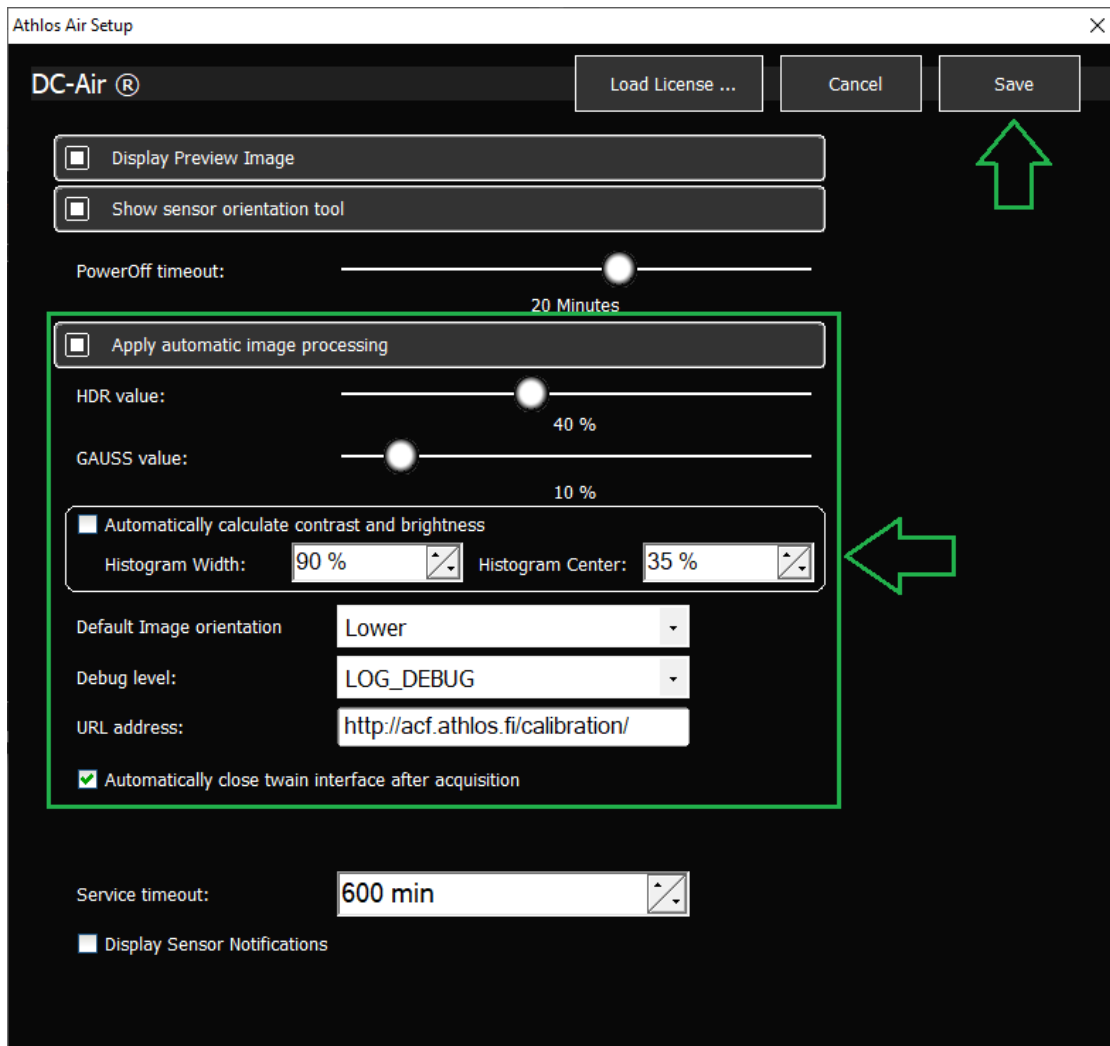 Athlos Air Setup
DC-Air ® Load License ... Cancel Save
Display Preview Image
Show sensor orientation tool
PowerOff timeout:
20 Minutes
Apply automatic image processing
HDR value:
40 %
GAUSS value:
10 %
Automatically calculate contrast and brightness
Histogram Width: 90 % Histogram Center: 35 %
Default Image orientation Lower
Debug level: LOG_DEBUG
URL address: http://acf.athlos.fi/calibration/
Automatically close twain interface after acquisition
Service timeout: 600 min
Display Sensor Notifications